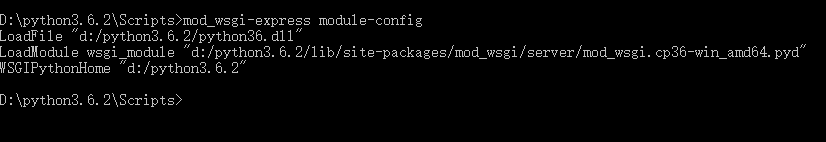 D:\python3.6.2\Scripts>mod_wsgi-express module-config
LoadFile "d:/python3.6.2/python36.dll"
LoadModule wsgi_module "d:/python3.6.2/lib/site-packages/mod_wsgi/server/mod_wsgi.cp36-win_amd64.pyd"
WSGIPythonHome "d:/python3.6.2"
D:\python3.6.2\Scripts>